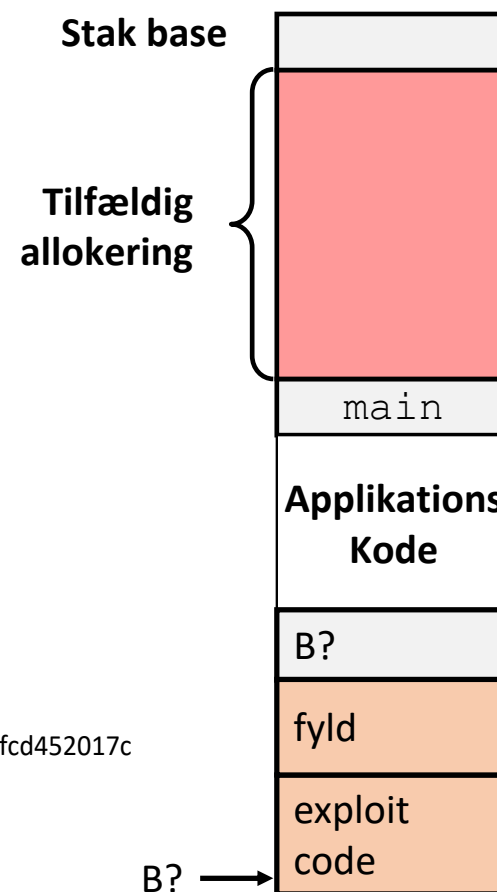 Stak base
Tilfældig
allokering
main
Applikations
Kode
B?
fyld
fcd452017c
exploit
code
B?